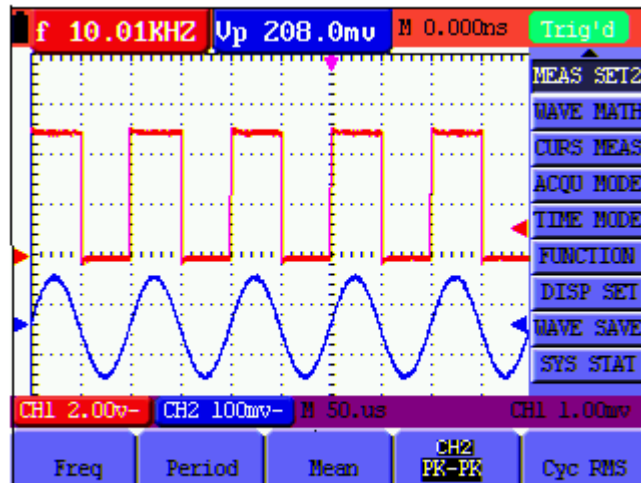 f 10.01KHZ Vp 208.0mv M 0.000ns Trig'd
MEAS SET2
WAVE MATH
CURS MEAS
ACQU MODE
TIME MODE
FUNCTION
DISP SET
WAVE SAVE
SYS STAT
CH1 2.00v- CH2 100mv- M 50.us CH1 1.00mv
Freq Period Mean CH2 PK-PK Cyc RMS